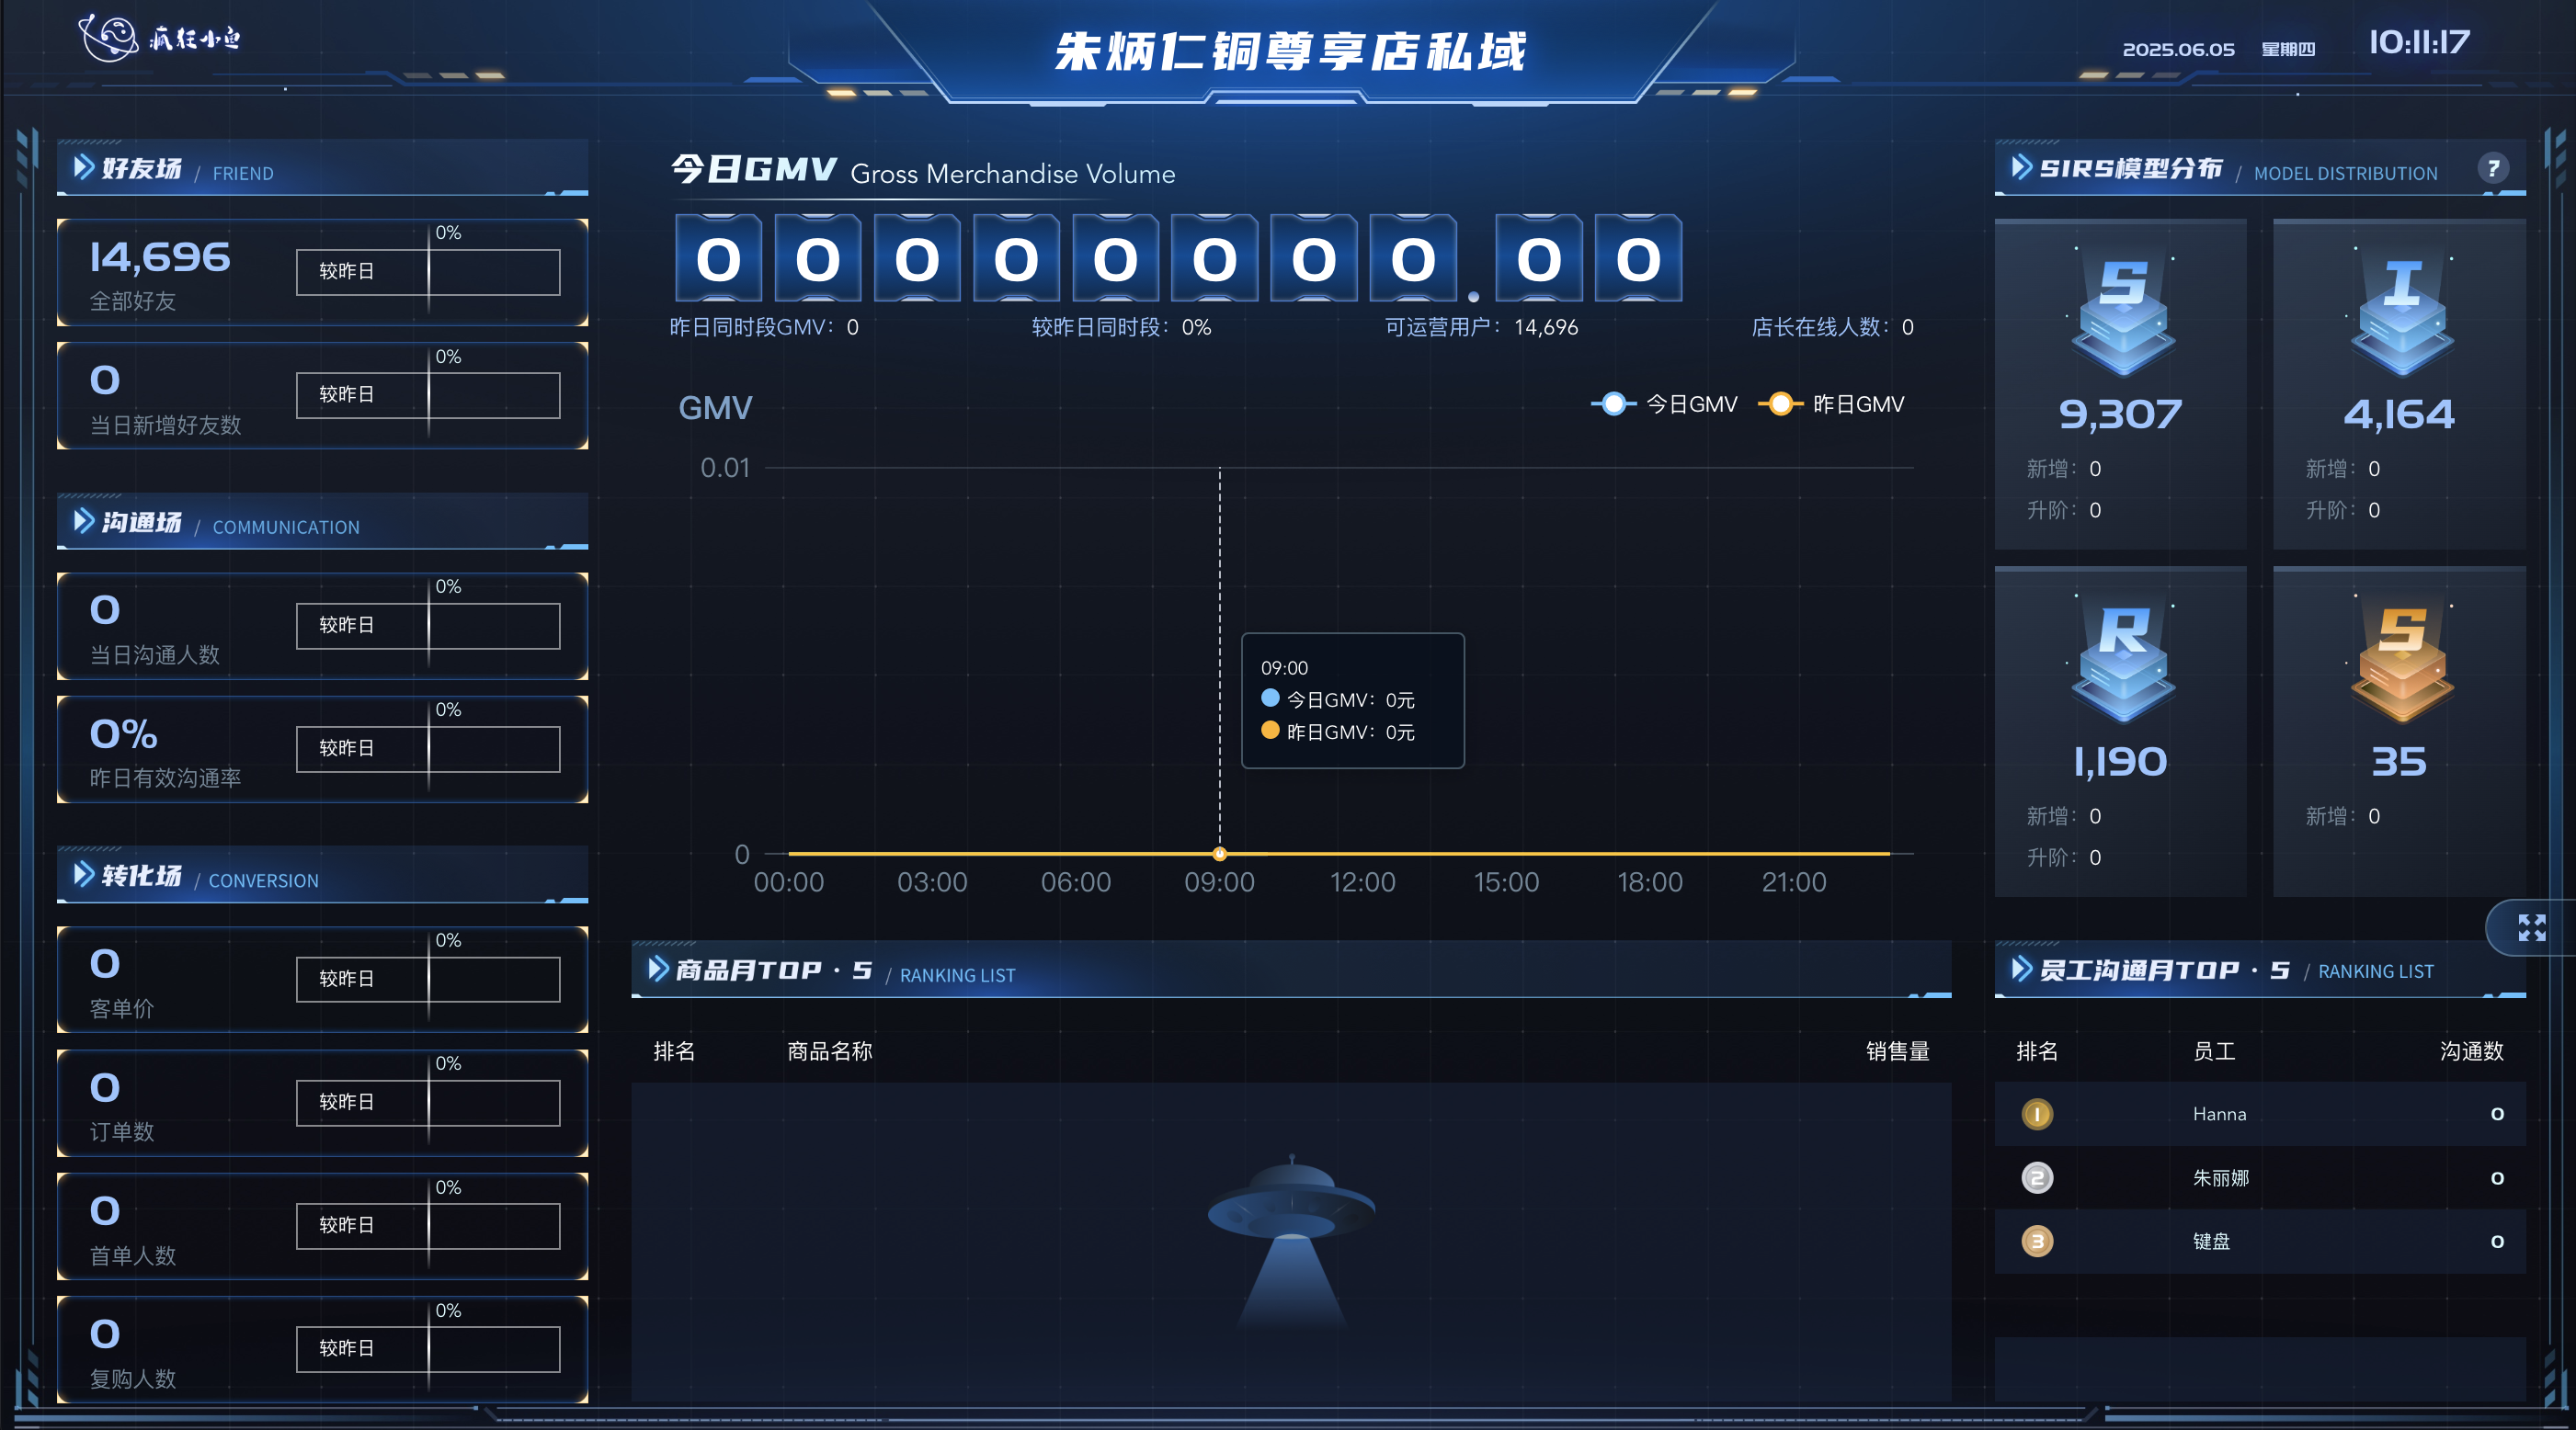 疯狂小鱼
朱炳仁铜尊享店私域
2025.06.05 星期四 10:11:17
好友场 / FRIEND
14,696
全部好友
较昨日
0%
0
当日新增好友数
较昨日
0%
沟通场 / COMMUNICATION
0
当日沟通人数
较昨日
0%
0%
昨日有效沟通率
较昨日
0%
转化场 / CONVERSION
0
客单价
较昨日
0%
0
订单数
较昨日
0%
0
首单人数
较昨日
0%
0
复购人数
较昨日
0%
今日GMV Gross Merchandise Volume
0 0 0 0 0 0 0 0 . 0 0
昨日同时段GMV：0 较昨日同时段：0% 可运营用户：14,696 店长在线人数：0
GMV
今日GMV 昨日GMV
0.01
09:00
今日GMV：0元
昨日GMV：0元
0
00:00 03:00 06:00 09:00 12:00 15:00 18:00 21:00
商品月TOP · 5 / RANKING LIST
排名 商品名称 销售量
SIRS模型分布 / MODEL DISTRIBUTION ?
S
9,307
新增：0
升阶：0
I
4,164
新增：0
升阶：0
R
1,190
新增：0
升阶：0
S
35
新增：0
员工沟通月TOP · 5 / RANKING LIST
排名 员工 沟通数
1 Hanna 0
2 朱丽娜 0
3 键盘 0